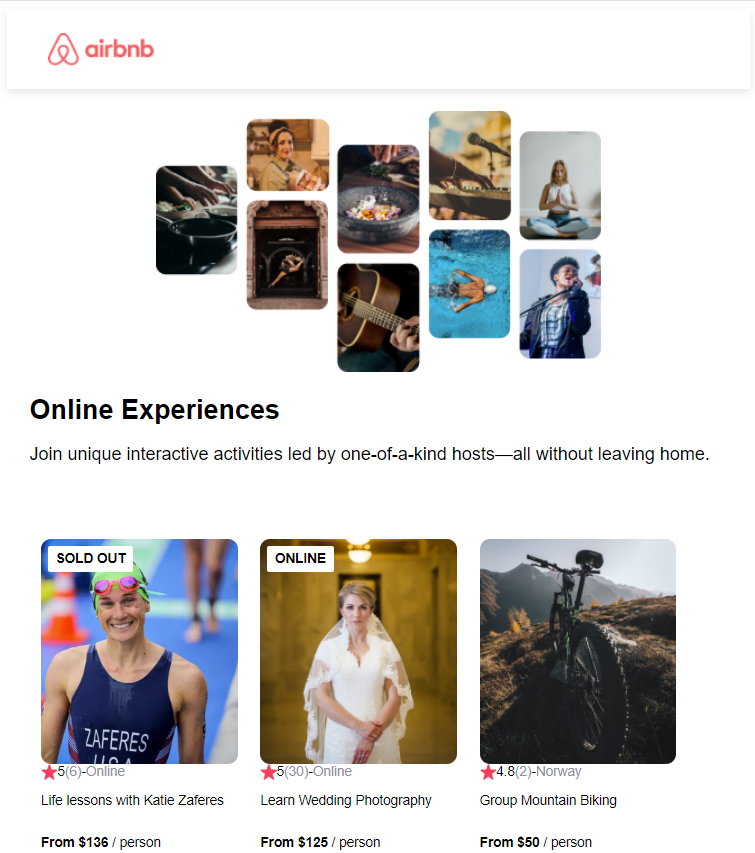 airbnb
Online Experiences
Join unique interactive activities led by one-of-a-kind hosts—all without leaving home.
SOLD OUT
ZAFERES
U.S.A.
5(6)-Online
Life lessons with Katie Zaferes
From $136 / person
ONLINE
5(30)-Online
Learn Wedding Photography
From $125 / person
4.8(2)-Norway
Group Mountain Biking
From $50 / person